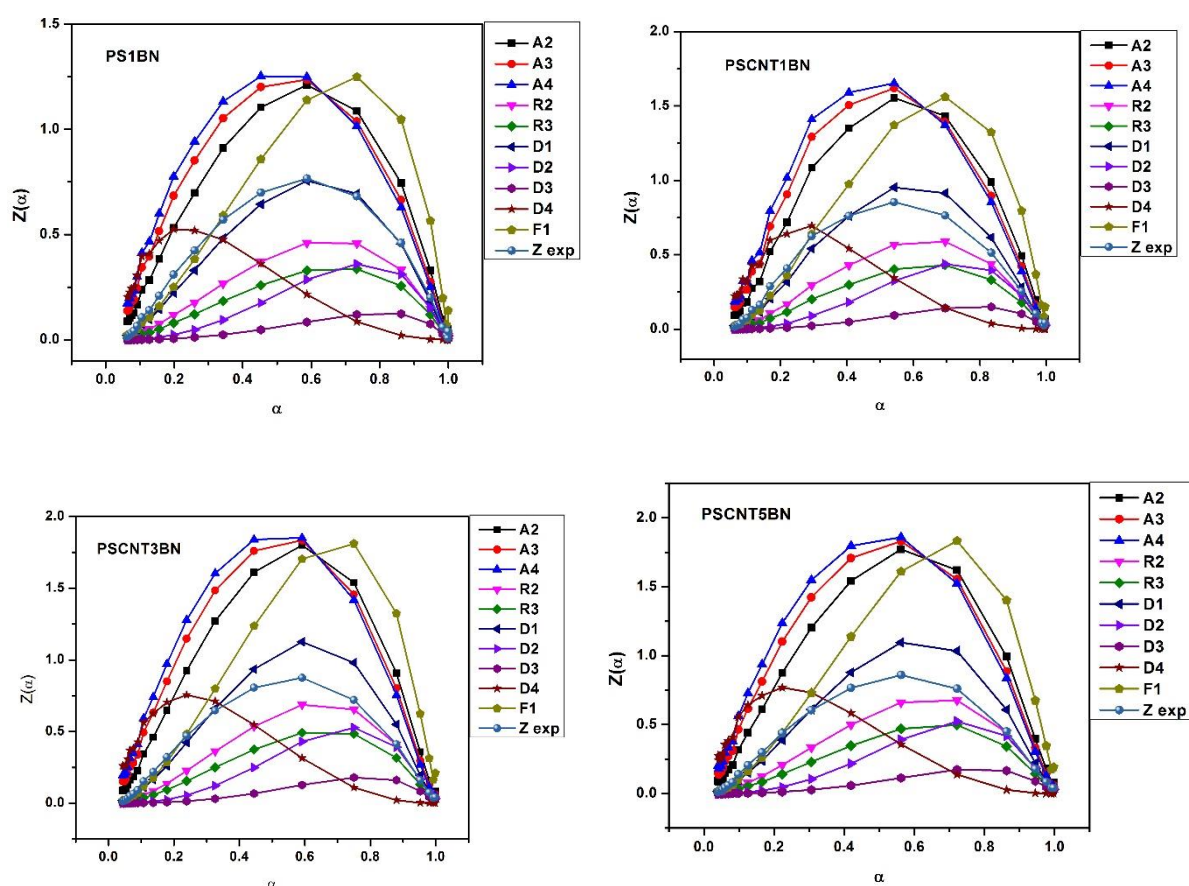 PS1BN
Z(α)
1.5
1.0
0.5
0.0
0.0 0.2 0.4 0.6 0.8 1.0
α
A2
A3
A4
R2
R3
D1
D2
D3
D4
F1
Z exp
PSCNT1BN
Z(α)
2.0
1.5
1.0
0.5
0.0
0.0 0.2 0.4 0.6 0.8 1.0
α
A2
A3
A4
R2
R3
D1
D2
D3
D4
F1
Z exp
PSCNT3BN
Z(α)
2.0
1.5
1.0
0.5
0.0
0.0 0.2 0.4 0.6 0.8 1.0
α
A2
A3
A4
R2
R3
D1
D2
D3
D4
F1
Z exp
PSCNT5BN
Z(α)
2.0
1.5
1.0
0.5
0.0
0.0 0.2 0.4 0.6 0.8 1.0
α
A2
A3
A4
R2
R3
D1
D2
D3
D4
F1
Z exp